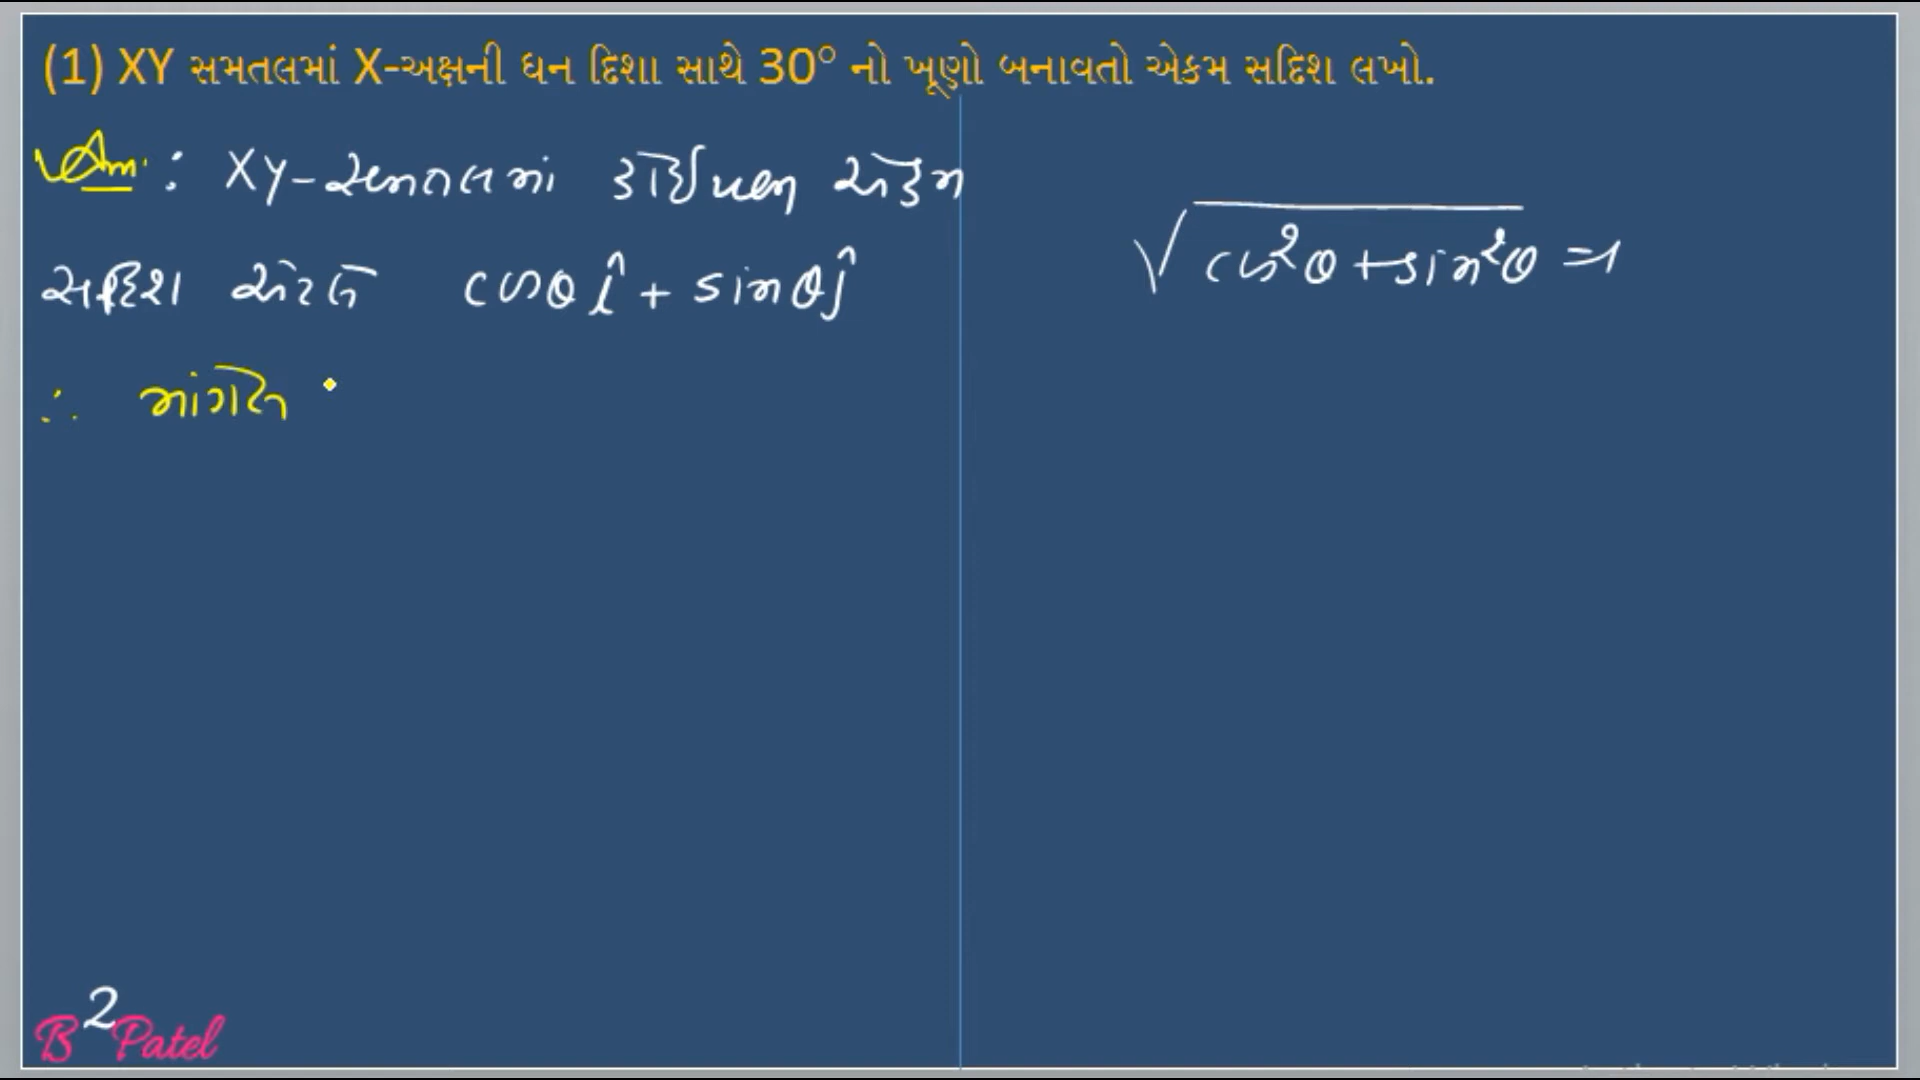 (1) XY સમતલમાં X-અક્ષની ધન દિશા સાથે 30° નો ખૂણો બનાવતો એકમ સદિશ લખો.
Ans : XY-સમતલમાં કોઈપણ એકમ
સદિશ એટલે cosθ î + sinθ ĵ
√cos²θ + sin²θ = 1
∴ માંગેલ
B² Patel